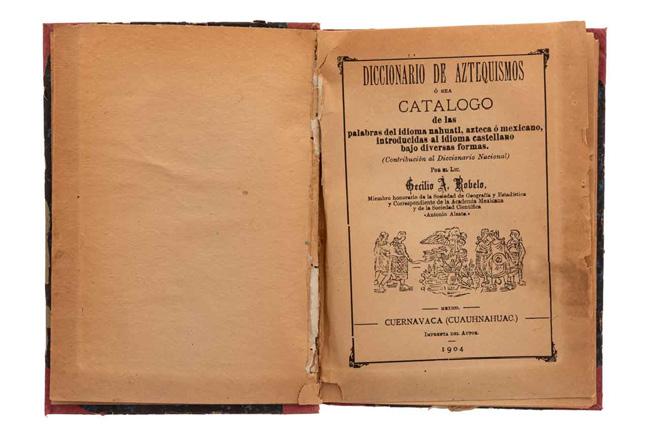 DICCIONARIO DE AZTEQUISMOS
Ó SEA
CATALOGO
de las
palabras del idioma nahuatl, azteca ó mexicano,
introducidas al idioma castellano
bajo diversas formas.
(Contribución al Diccionario Nacional)
POR EL LIC.
Cecilio A. Robelo,
Miembro honorario de la Sociedad de Geografía y Estadística
y Correspondiente de la Academia Mexicana
y de la Sociedad Científica
«Antonio Alzate.»
MEXICO.
CUERNAVACA (CUAUHNAHUAC.)
IMPRENTA DEL AUTOR.
1904